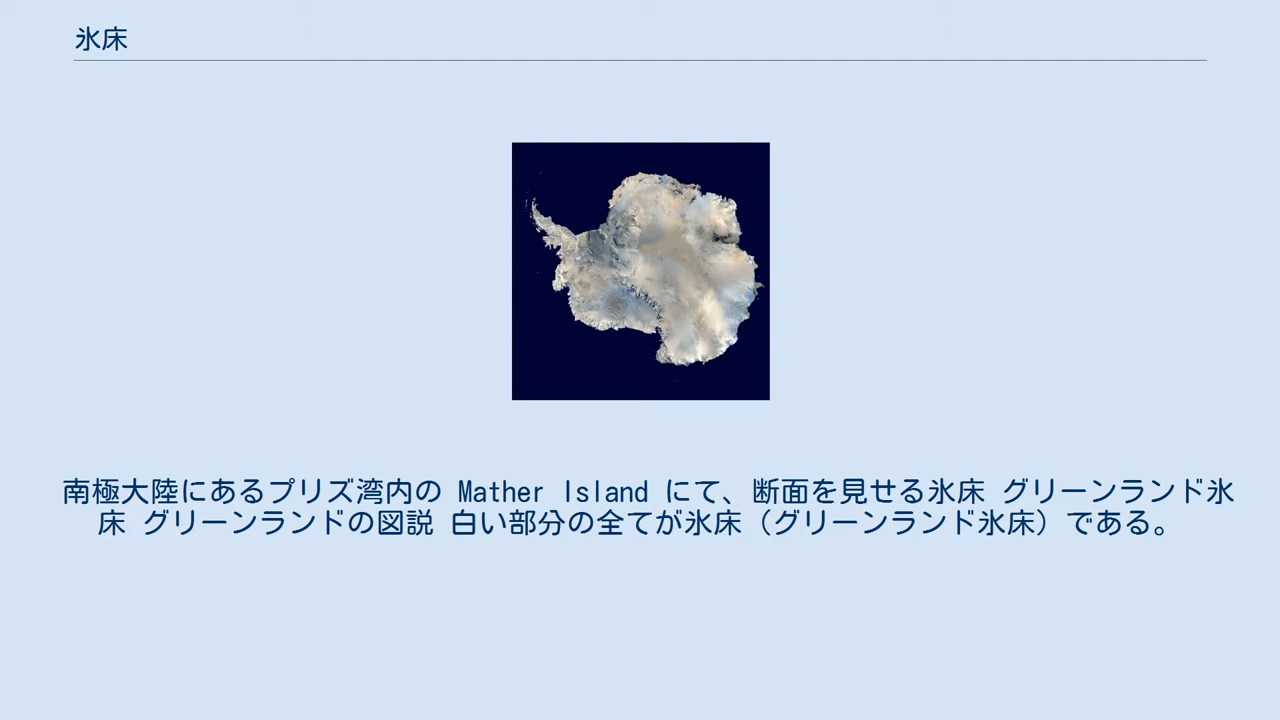 氷床
南極大陸にあるプリズ湾内の Mather Island にて、断面を見せる氷床 グリーンランド氷
床 グリーンランドの図説 白い部分の全てが氷床（グリーンランド氷床）である。